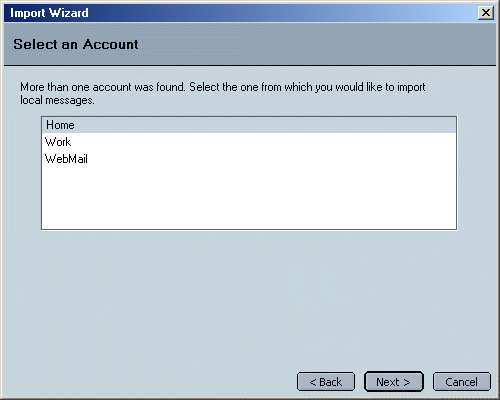 Import Wizard
Select an Account
More than one account was found. Select the one from which you would like to import
local messages.
Home
Work
WebMail
< Back
Next >
Cancel